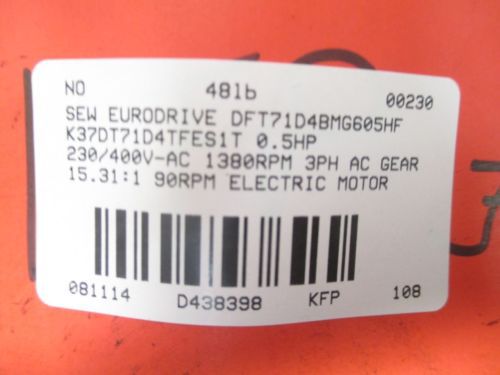 NO 48lb 00230
SEW EURODRIVE DFT71D4BMG605HF
K37DT71D4TFES1T 0.5HP
230/400V-AC 1380RPM 3PH AC GEAR
15.31:1 90RPM ELECTRIC MOTOR
081114 D438398 KFP 108